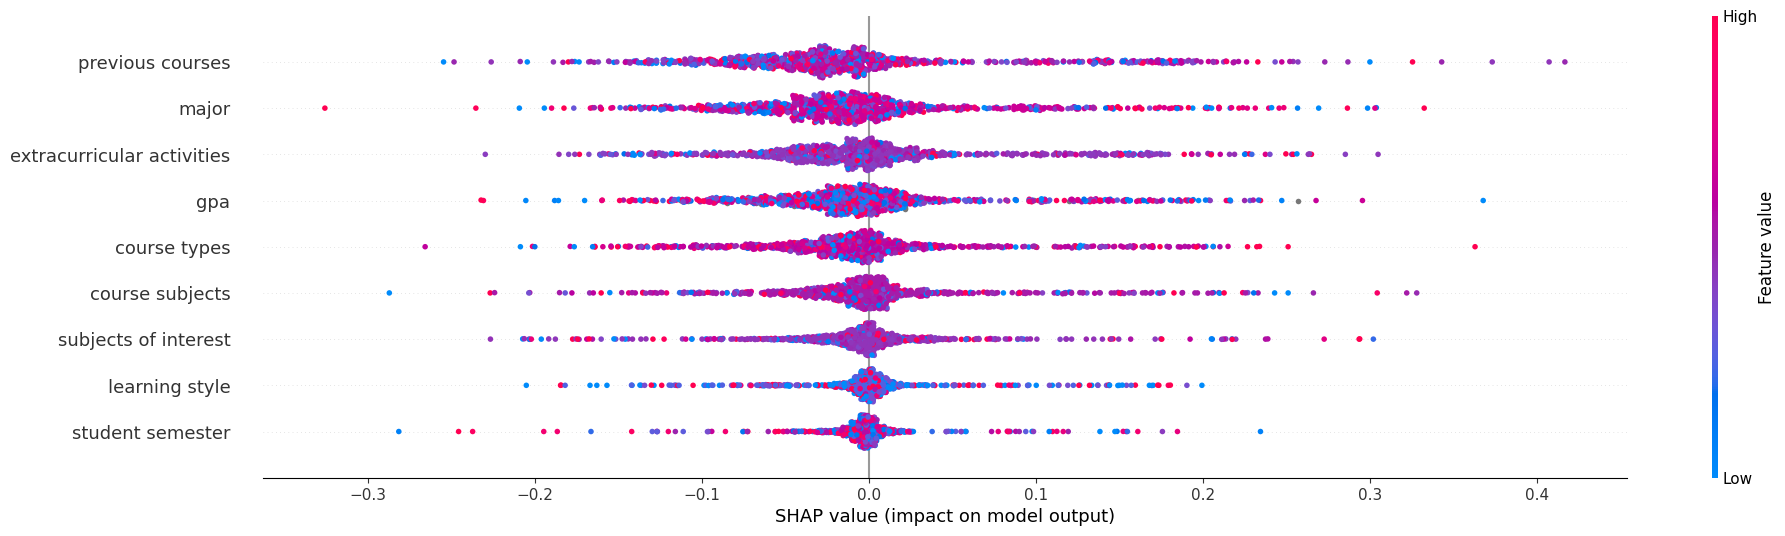 High
previous courses
major
extracurricular activities
gpa
course types
course subjects
subjects of interest
learning style
student semester
Feature value
Low
−0.3 −0.2 −0.1 0.0 0.1 0.2 0.3 0.4
SHAP value (impact on model output)